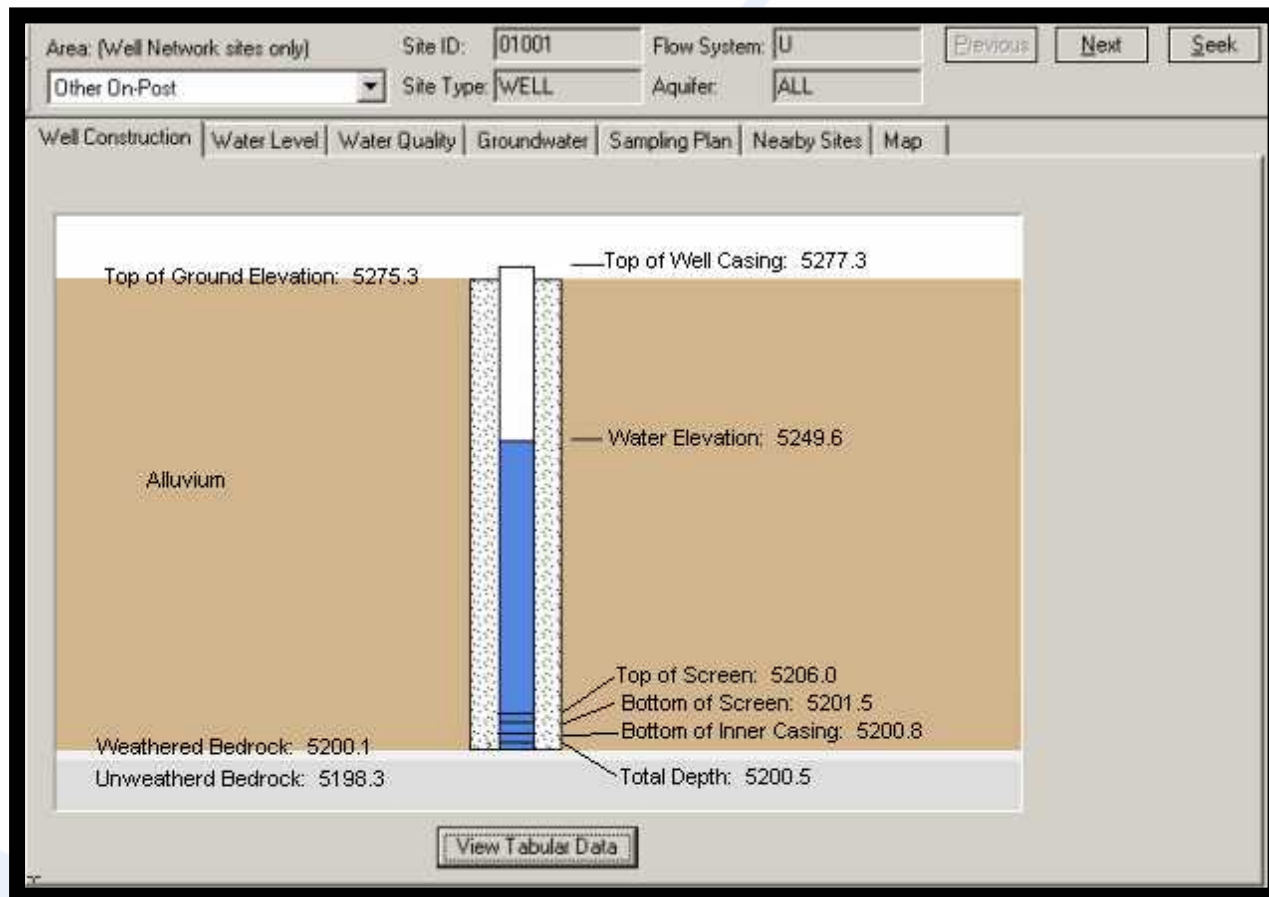 Area: (Well Network sites only) Site ID: 01001 Flow System: U Previous Next Seek
Other On-Post Site Type: WELL Aquifer: ALL
Well Construction Water Level Water Quality Groundwater Sampling Plan Nearby Sites Map
Top of Well Casing: 5277.3
Top of Ground Elevation: 5275.3
Water Elevation: 5249.6
Alluvium
Top of Screen: 5206.0
Bottom of Screen: 5201.5
Bottom of Inner Casing: 5200.8
Weathered Bedrock: 5200.1
Unweatherd Bedrock: 5198.3 Total Depth: 5200.5
View Tabular Data